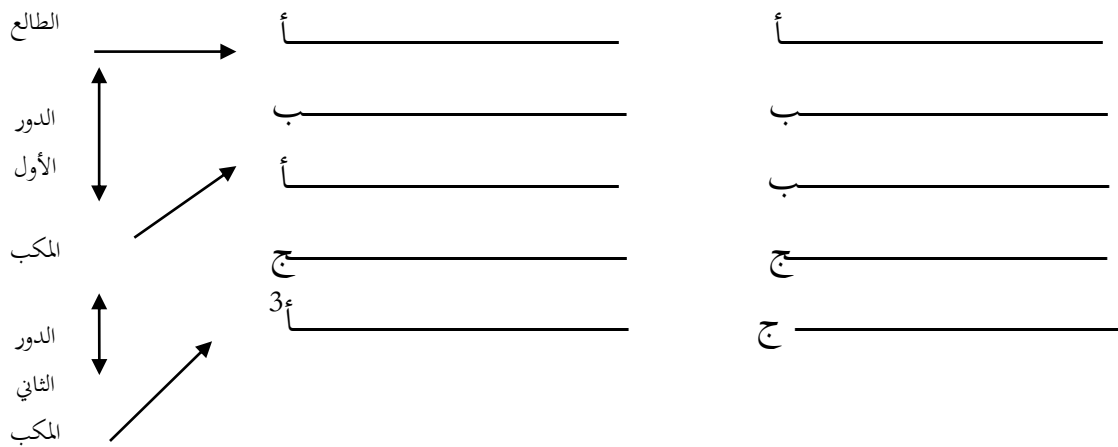 الطالع
أ أ
الدور
ب ب
الأول
أ ب
المكب
ج ج
3أ ج
الدور
الثاني
المكب